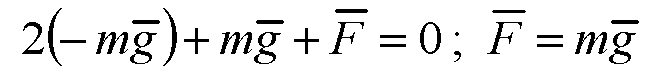 2(−mg̅) + mg̅ + F̅ = 0 ; F̅ = mg̅